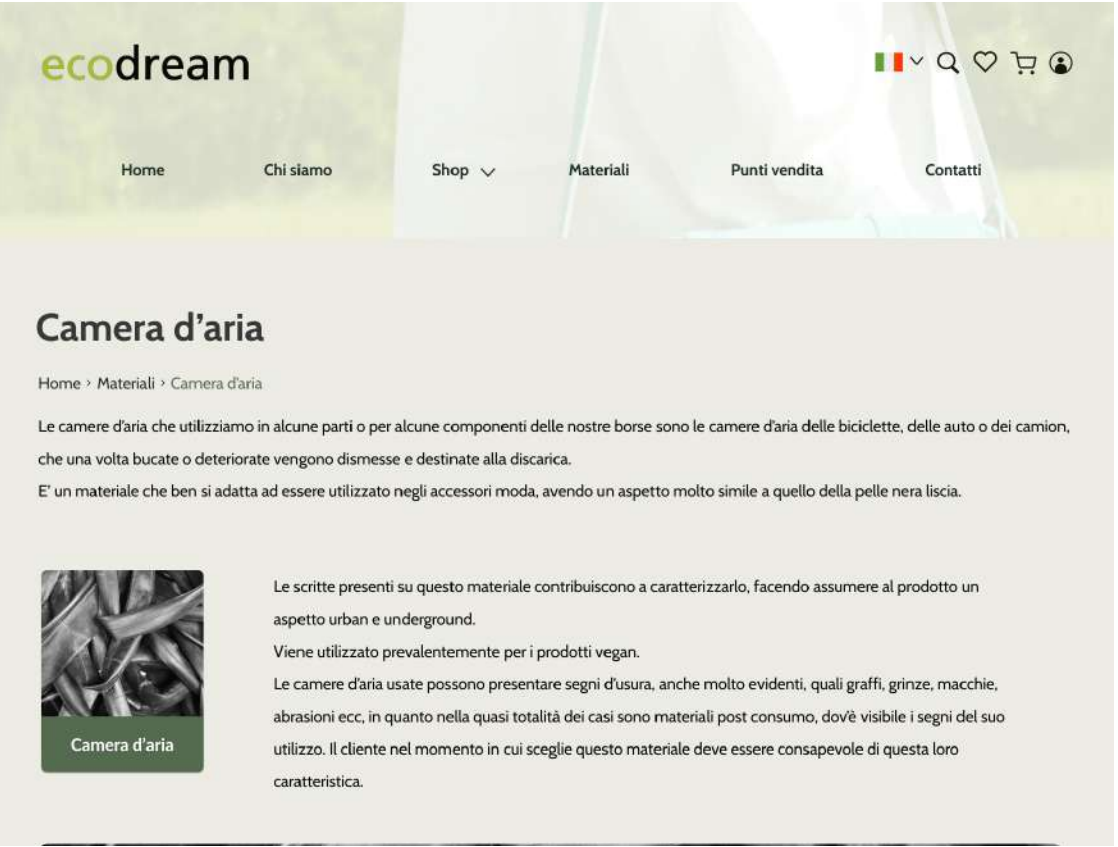 ecodream
Home
Chi siamo
Shop
Materiali
Punti vendita
Contatti
Camera d'aria
Home › Materiali › Camera d'aria
Le camere d'aria che utilizziamo in alcune parti o per alcune componenti delle nostre borse sono le camere d'aria delle biciclette, delle auto o dei camion,
che una volta bucate o deteriorate vengono dismesse e destinate alla discarica.
E' un materiale che ben si adatta ad essere utilizzato negli accessori moda, avendo un aspetto molto simile a quello della pelle nera liscia.
Camera d'aria
Le scritte presenti su questo materiale contribuiscono a caratterizzarlo, facendo assumere al prodotto un
aspetto urban e underground.
Viene utilizzato prevalentemente per i prodotti vegan.
Le camere d'aria usate possono presentare segni d'usura, anche molto evidenti, quali graffi, grinze, macchie,
abrasioni ecc, in quanto nella quasi totalità dei casi sono materiali post consumo, dov'è visibile i segni del suo
utilizzo. Il cliente nel momento in cui sceglie questo materiale deve essere consapevole di questa loro
caratteristica.